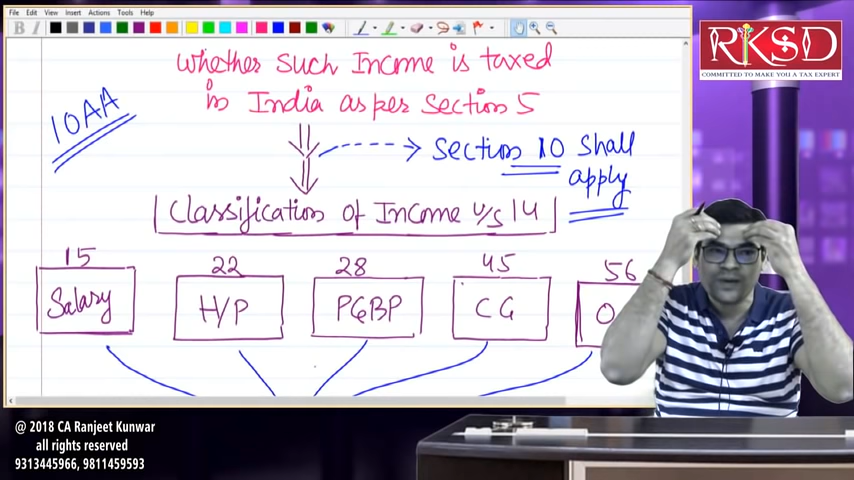 File Edit View Insert Actions Tools Help
B I
whether such Income is taxed
in India as per section 5
10AA
Section 10 Shall
apply
Classification of Income u/s 14
15 22 28 45 56
Salary H/P PGBP CG O
RKSD
COMMITTED TO MAKE YOU A TAX EXPERT
@ 2018 CA Ranjeet Kunwar
all rights reserved
9313445966, 9811459593